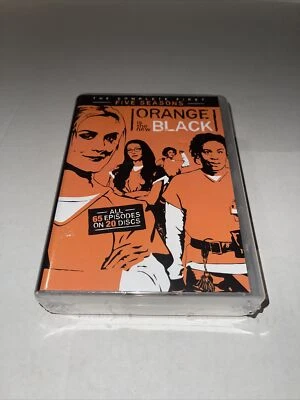 THE COMPLETE FIRST
FIVE SEASONS
ORANGE
IS THE NEW
BLACK
ALL
65 EPISODES
ON 20 DISCS